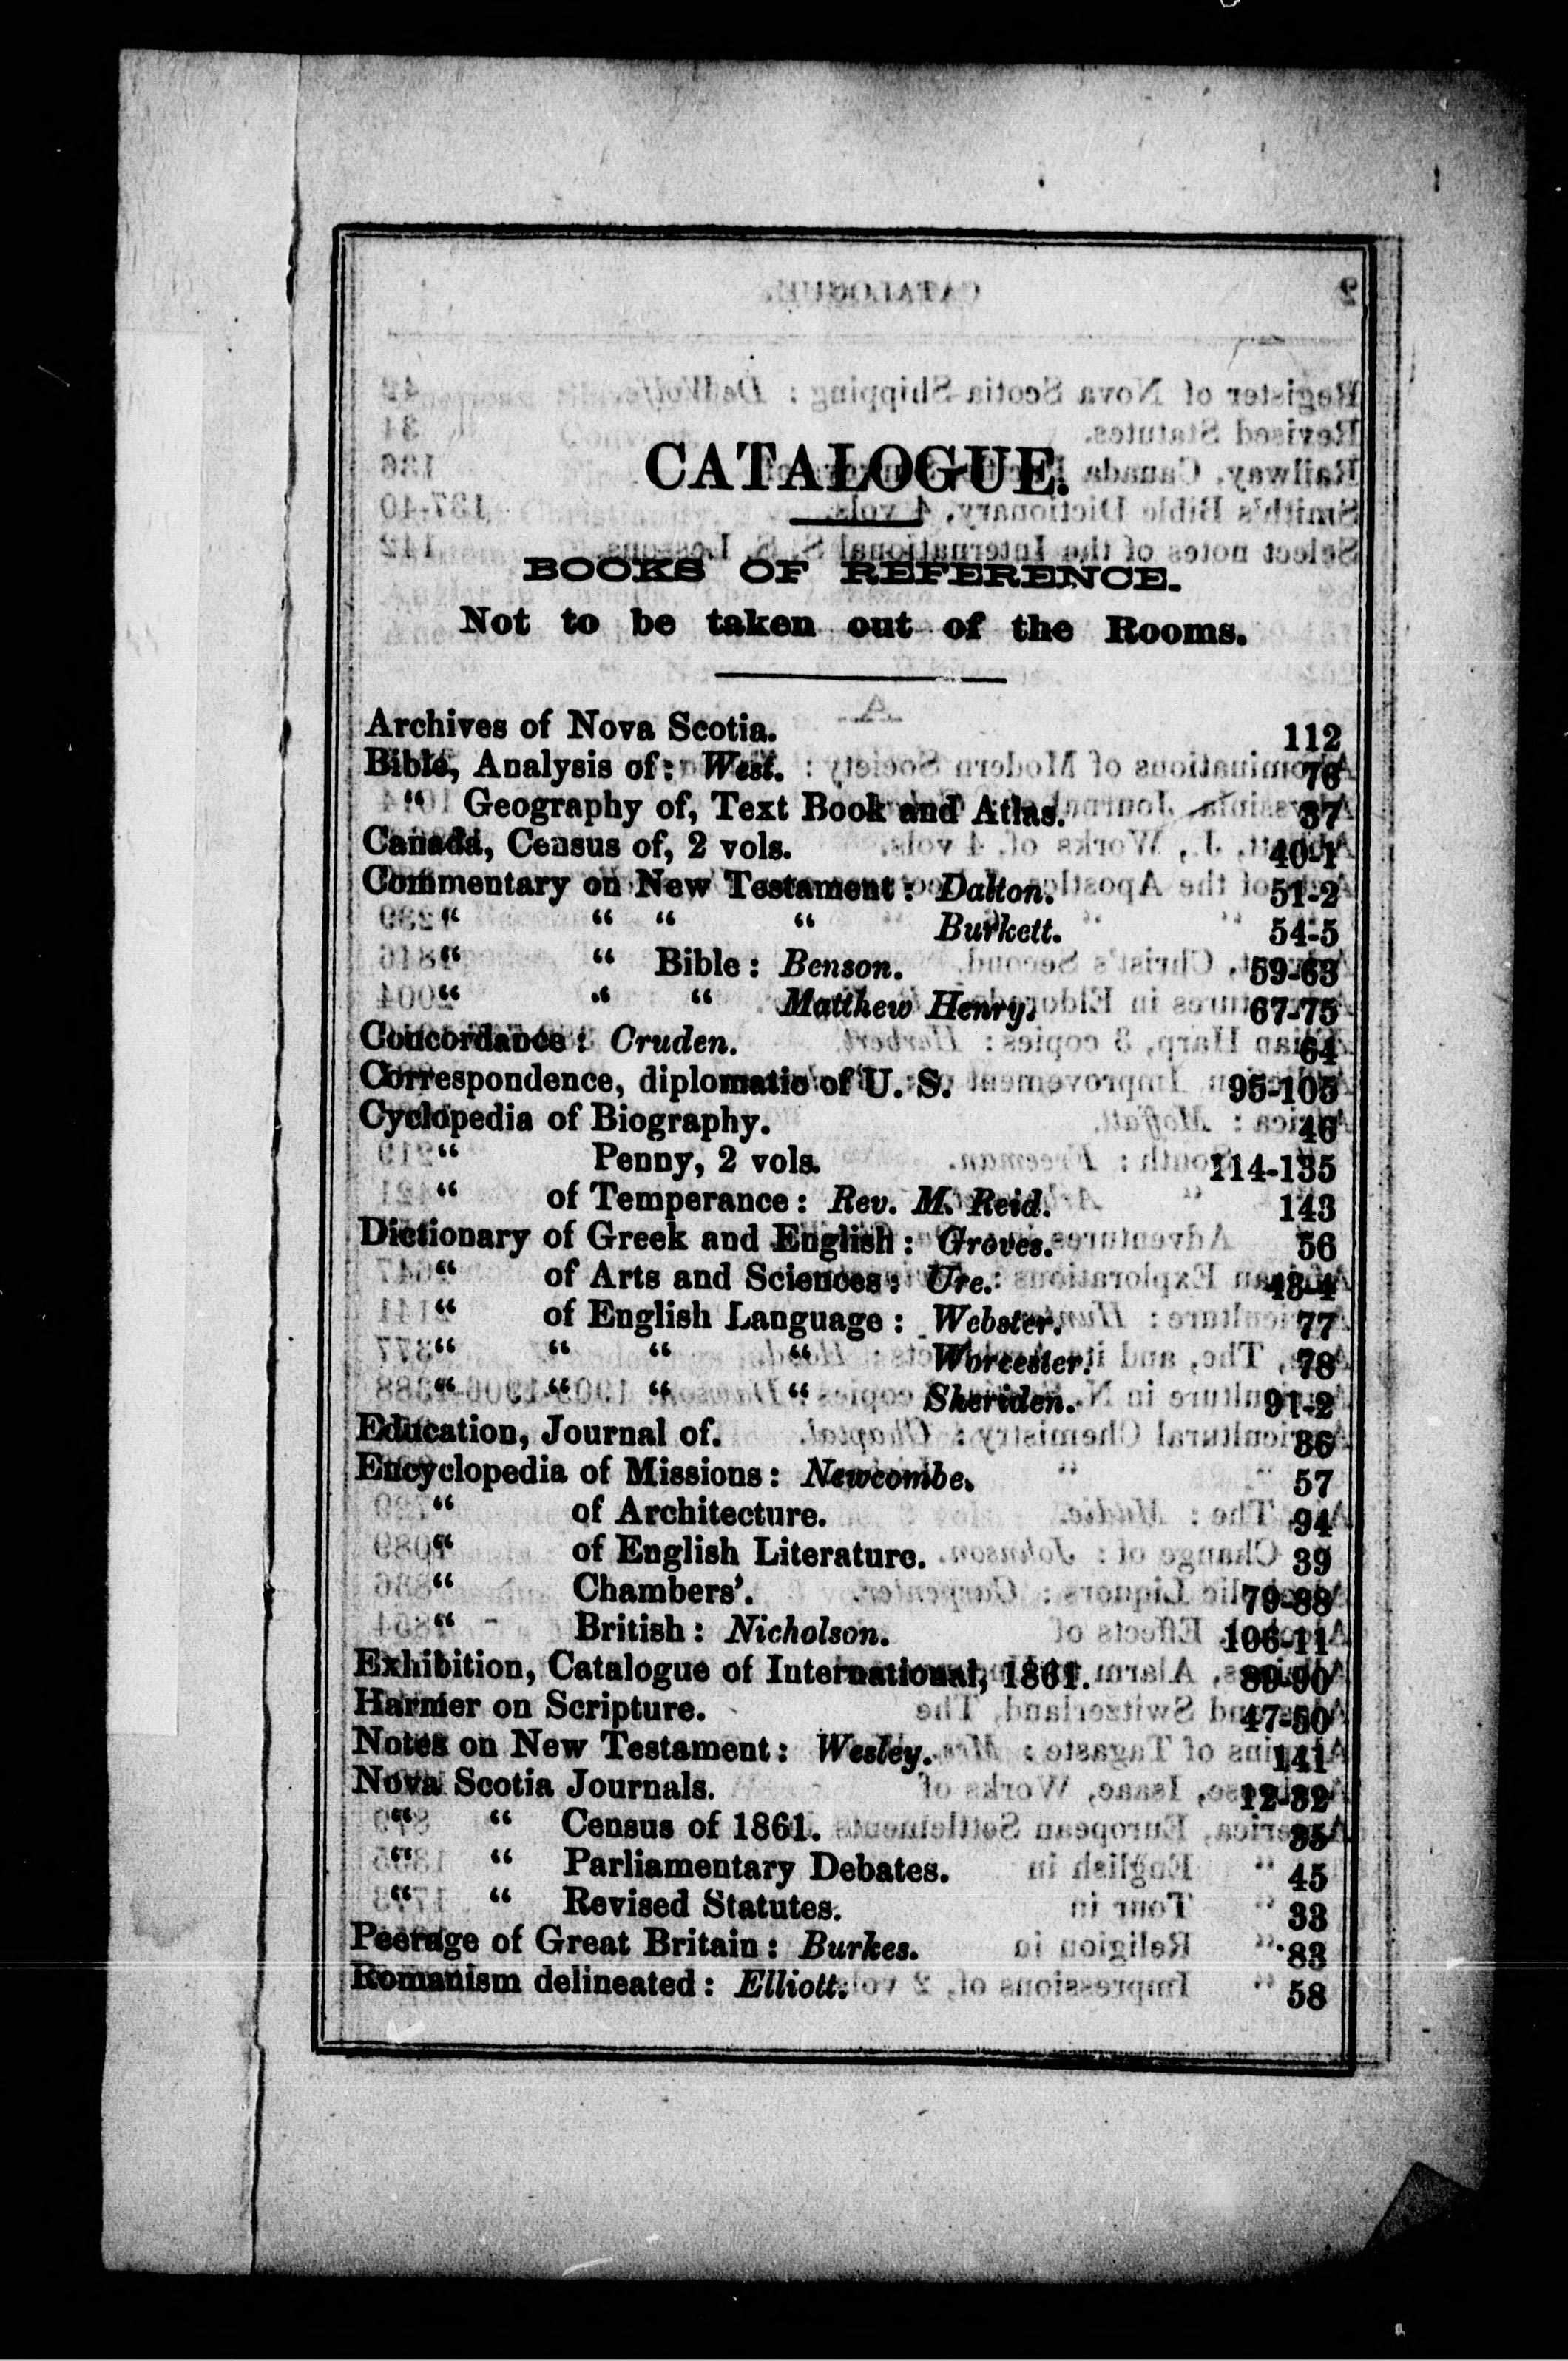 CATALOGUE.
BOOKS OF REFERENCE.
Not to be taken out of the Rooms.
Archives of Nova Scotia. 112
Bible, Analysis of: West. 76
“ Geography of, Text Book and Atlas. 37
Canada, Census of, 2 vols. 40-1
Commentary on New Testament: Dalton. 51-2
“ “ “ “ Burkett. 54-5
“ “ Bible: Benson. 59-63
“ “ “ Matthew Henry. 67-75
Concordance: Cruden. 64
Correspondence, diplomatic of U. S. 95-105
Cyclopedia of Biography. 46
“ Penny, 2 vols. 114-135
“ of Temperance: Rev. M. Reid. 143
Dictionary of Greek and English: Groves. 56
“ of Arts and Sciences: Ure. 43-4
“ of English Language: Webster. 77
“ “ “ “ Worcester. 78
“ “ “ “ Sheriden. 91-2
Education, Journal of. 36
Encyclopedia of Missions: Newcombe. 57
“ of Architecture. 94
“ of English Literature. 39
“ Chambers’. 79-88
“ British: Nicholson. 106-11
Exhibition, Catalogue of International, 1861. 89-90
Harmer on Scripture. 47-50
Notes on New Testament: Wesley. 141
Nova Scotia Journals. 12-32
“ “ Census of 1861. 35
“ “ Parliamentary Debates. 45
“ “ Revised Statutes. 33
Peerage of Great Britain: Burkes. 83
Romanism delineated: Elliott. 58